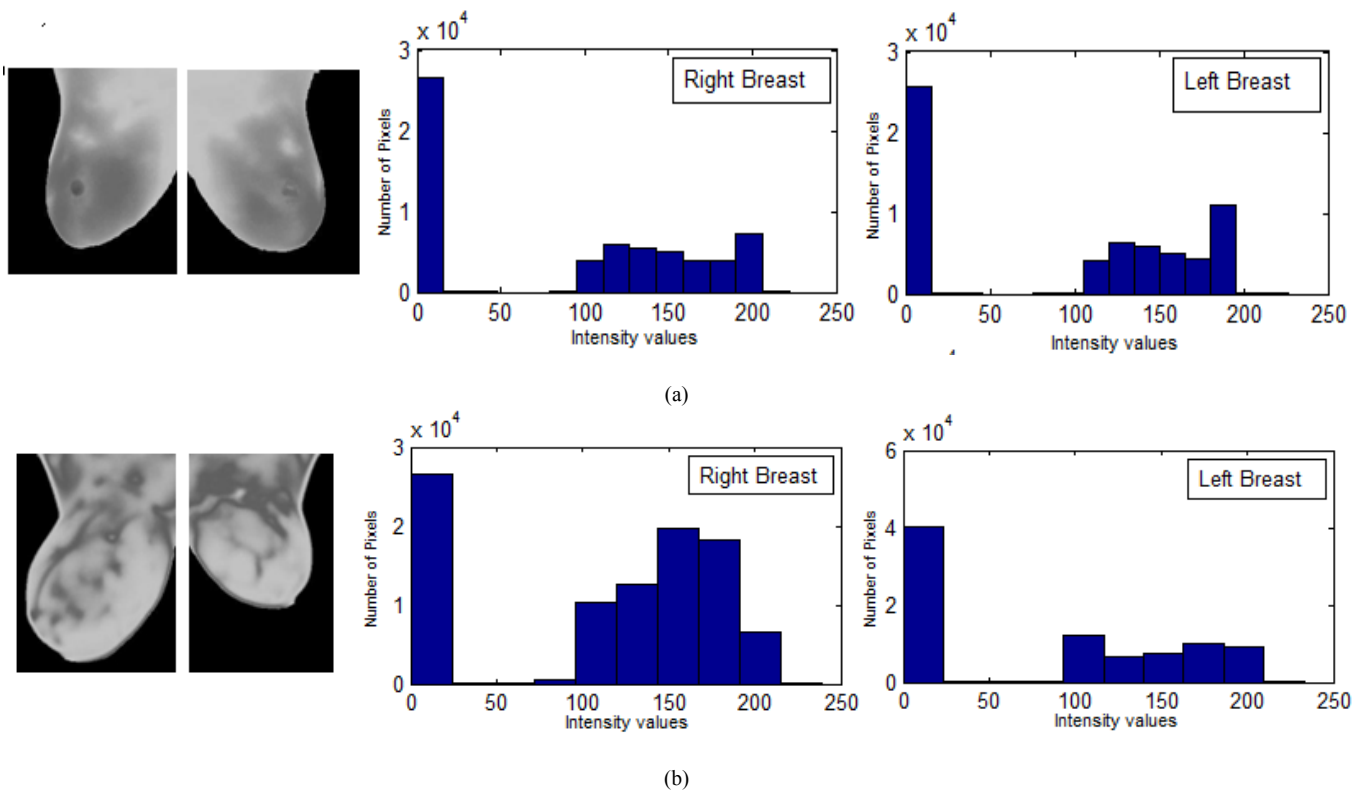 x 10^4
Right Breast
Number of Pixels
3
2
1
0
0 50 100 150 200 250
Intensity values
x 10^4
Left Breast
Number of Pixels
3
2
1
0
0 50 100 150 200 250
Intensity values
(a)
x 10^4
Right Breast
Number of Pixels
3
2
1
0
0 50 100 150 200 250
Intensity values
x 10^4
Left Breast
Number of Pixels
6
4
2
0
0 50 100 150 200 250
Intensity values
(b)